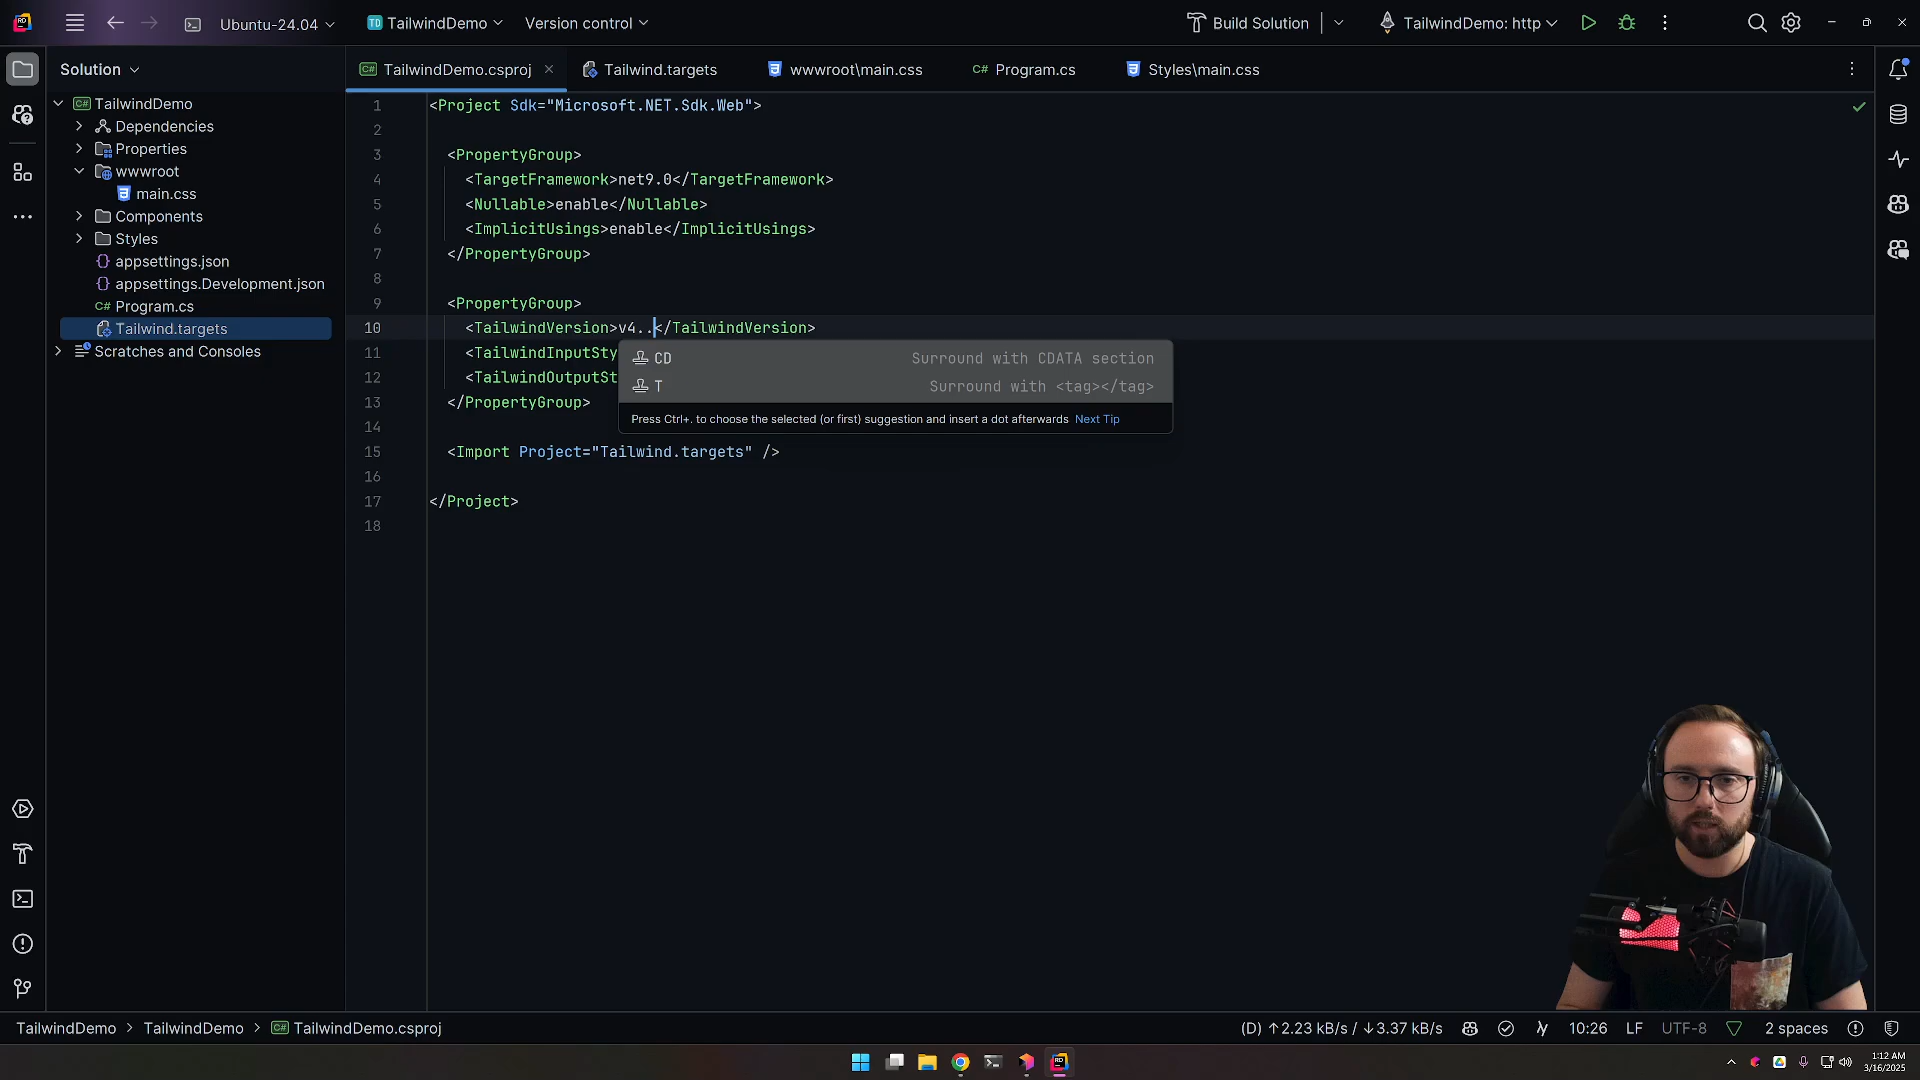 Ubuntu-24.04
TD TailwindDemo
Version control
Build Solution
TailwindDemo: http
Solution
C# TailwindDemo.csproj
Tailwind.targets
wwwroot\main.css
C# Program.cs
Styles\main.css
C# TailwindDemo
Dependencies
Properties
wwwroot
main.css
Components
Styles
{} appsettings.json
{} appsettings.Development.json
C# Program.cs
Tailwind.targets
Scratches and Consoles
1 <Project Sdk="Microsoft.NET.Sdk.Web">
2
3 <PropertyGroup>
4 <TargetFramework>net9.0</TargetFramework>
5 <Nullable>enable</Nullable>
6 <ImplicitUsings>enable</ImplicitUsings>
7 </PropertyGroup>
8
9 <PropertyGroup>
10 <TailwindVersion>v4..</TailwindVersion>
11 <TailwindInputSty
12 <TailwindOutputSt
13 </PropertyGroup>
14
15 <Import Project="Tailwind.targets" />
16
17 </Project>
18
CD Surround with CDATA section
T Surround with <tag></tag>
Press Ctrl+. to choose the selected (or first) suggestion and insert a dot afterwards Next Tip
TailwindDemo > TailwindDemo > C# TailwindDemo.csproj
(D) ↑2.23 kB/s / ↓3.37 kB/s
10:26 LF UTF-8 2 spaces
RD
1:12 AM
3/16/2025